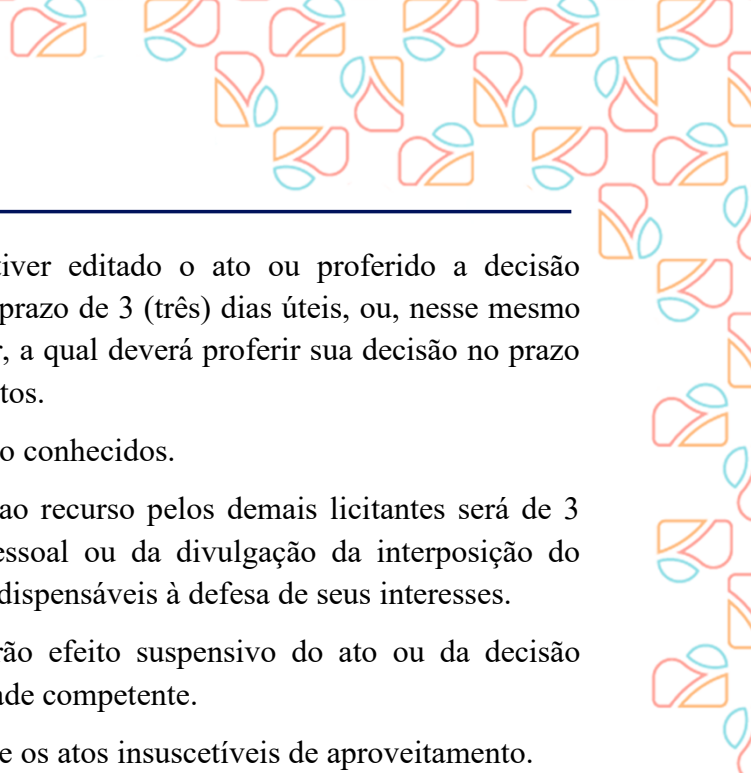 tiver editado o ato ou proferido a decisão
prazo de 3 (três) dias úteis, ou, nesse mesmo
, a qual deverá proferir sua decisão no prazo
tos.
o conhecidos.
ao recurso pelos demais licitantes será de 3
essoal ou da divulgação da interposição do
dispensáveis à defesa de seus interesses.
rão efeito suspensivo do ato ou da decisão
ade competente.
e os atos insuscetíveis de aproveitamento.